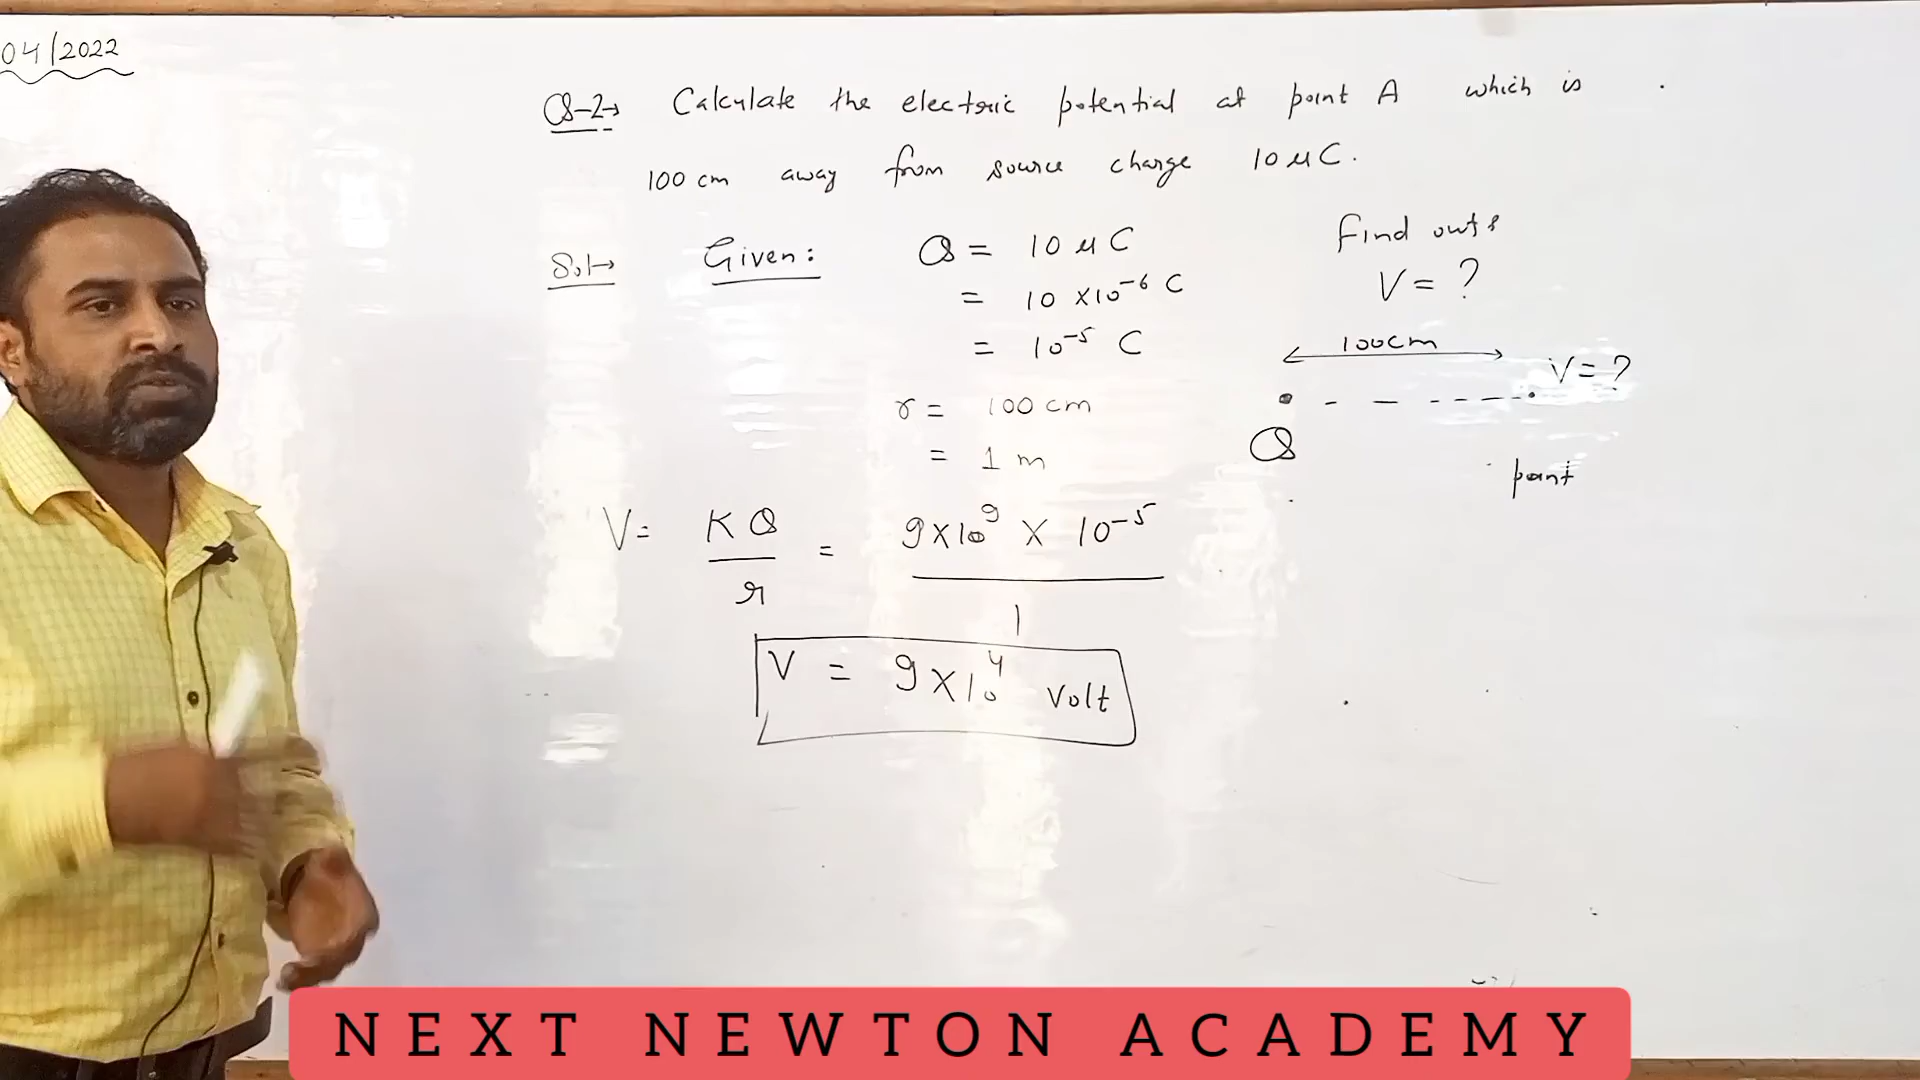 04/2022
Q-2→ Calculate the electric potential at point A which is
100 cm away from source charge 10 μC.
Sol→ Given: Q = 10 μC
= 10 ×10⁻⁶ C
= 10⁻⁵ C
r = 100 cm
= 1 m
Find out:
V = ?
100cm
V = ?
Q
point
V = KQ / r = 9×10⁹ × 10⁻⁵ / 1
V = 9×10⁴ Volt
NEXT NEWTON ACADEMY